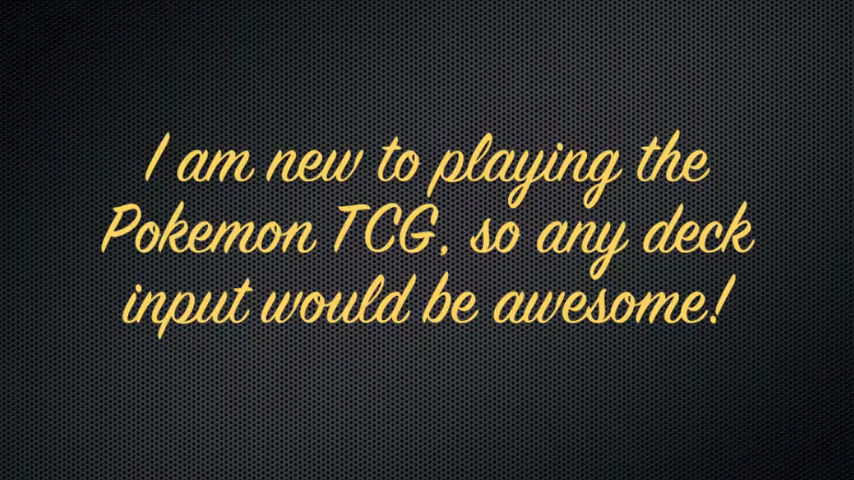 I am new to playing the
Pokemon TCG, so any deck
input would be awesome!